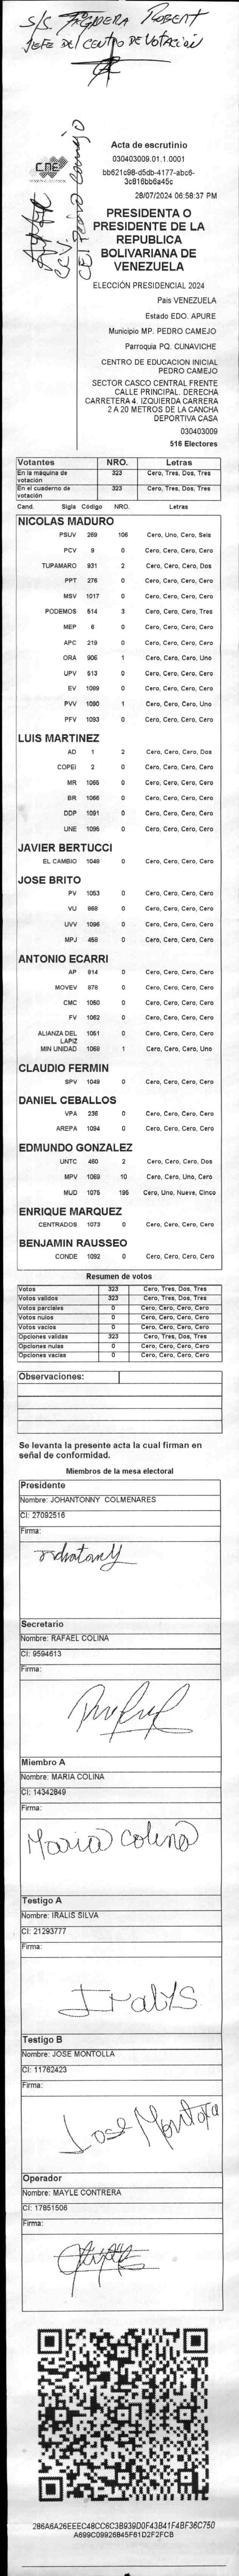 S/C FIGUERA ROBERT
JEFE DEL CENTRO DE VOTACIÓN
CNE
C.E. Pedro Camejo
Acta de escrutinio
030403009.01.1.0001
bb621c98-d5db-4177-abc6-
3c816bb6a45c
28/07/2024 06:58:37 PM
PRESIDENTA O
PRESIDENTE DE LA
REPUBLICA
BOLIVARIANA DE
VENEZUELA
ELECCIÓN PRESIDENCIAL 2024
Pais VENEZUELA
Estado EDO. APURE
Municipio MP. PEDRO CAMEJO
Parroquia PQ. CUNAVICHE
CENTRO DE EDUCACION INICIAL
PEDRO CAMEJO
SECTOR CASCO CENTRAL FRENTE
CALLE PRINCIPAL. DERECHA
CARRETERA 4. IZQUIERDA CARRERA
2 A 20 METROS DE LA CANCHA
DEPORTIVA CASA
030403009
516 Electores
Votantes NRO. Letras
En la máquina de votación 323 Cero, Tres, Dos, Tres
En el cuaderno de votación 323 Cero, Tres, Dos, Tres
Cand. Sigla Código NRO. Letras
NICOLAS MADURO
PSUV 269 106 Cero, Uno, Cero, Seis
PCV 9 0 Cero, Cero, Cero, Cero
TUPAMARO 931 2 Cero, Cero, Cero, Dos
PPT 276 0 Cero, Cero, Cero, Cero
MSV 1017 0 Cero, Cero, Cero, Cero
PODEMOS 514 3 Cero, Cero, Cero, Tres
MEP 6 0 Cero, Cero, Cero, Cero
APC 219 0 Cero, Cero, Cero, Cero
ORA 906 1 Cero, Cero, Cero, Uno
UPV 513 0 Cero, Cero, Cero, Cero
EV 1089 0 Cero, Cero, Cero, Cero
PVV 1090 1 Cero, Cero, Cero, Uno
PFV 1093 0 Cero, Cero, Cero, Cero
LUIS MARTINEZ
AD 1 2 Cero, Cero, Cero, Dos
COPEI 2 0 Cero, Cero, Cero, Cero
MR 1065 0 Cero, Cero, Cero, Cero
BR 1066 0 Cero, Cero, Cero, Cero
DDP 1091 0 Cero, Cero, Cero, Cero
UNE 1096 0 Cero, Cero, Cero, Cero
JAVIER BERTUCCI
EL CAMBIO 1048 0 Cero, Cero, Cero, Cero
JOSE BRITO
PV 1053 0 Cero, Cero, Cero, Cero
VU 868 0 Cero, Cero, Cero, Cero
UVV 1096 0 Cero, Cero, Cero, Cero
MPJ 458 0 Cero, Cero, Cero, Cero
ANTONIO ECARRI
AP 914 0 Cero, Cero, Cero, Cero
MOVEV 878 0 Cero, Cero, Cero, Cero
CMC 1050 0 Cero, Cero, Cero, Cero
FV 1062 0 Cero, Cero, Cero, Cero
ALIANZA DEL LAPIZ 1051 0 Cero, Cero, Cero, Cero
MIN UNIDAD 1068 1 Cero, Cero, Cero, Uno
CLAUDIO FERMIN
SPV 1049 0 Cero, Cero, Cero, Cero
DANIEL CEBALLOS
VPA 236 0 Cero, Cero, Cero, Cero
AREPA 1094 0 Cero, Cero, Cero, Cero
EDMUNDO GONZALEZ
UNTC 460 2 Cero, Cero, Cero, Dos
MPV 1069 10 Cero, Cero, Uno, Cero
MUD 1075 195 Cero, Uno, Nueve, Cinco
ENRIQUE MARQUEZ
CENTRADOS 1073 0 Cero, Cero, Cero, Cero
BENJAMIN RAUSSEO
CONDE 1092 0 Cero, Cero, Cero, Cero
Resumen de votos
Votos 323 Cero, Tres, Dos, Tres
Votos validos 323 Cero, Tres, Dos, Tres
Votos parciales 0 Cero, Cero, Cero, Cero
Votos nulos 0 Cero, Cero, Cero, Cero
Votos vacios 0 Cero, Cero, Cero, Cero
Opciones validas 323 Cero, Tres, Dos, Tres
Opciones nulas 0 Cero, Cero, Cero, Cero
Opciones vacias 0 Cero, Cero, Cero, Cero
Observaciones:
Se levanta la presente acta la cual firman en
señal de conformidad.
Miembros de la mesa electoral
Presidente
Nombre: JOHANTONNY COLMENARES
CI: 27092516
Firma:
Johatonny
Secretario
Nombre: RAFAEL COLINA
CI: 9594613
Firma:
Miembro A
Nombre: MARIA COLINA
CI: 14342849
Firma:
Maria Colina
Testigo A
Nombre: IRALIS SILVA
CI: 21293777
Firma:
Iralys
Testigo B
Nombre: JOSE MONTOLLA
CI: 11762423
Firma:
Jose Montoya
Operador
Nombre: MAYLE CONTRERA
CI: 17851506
Firma:
286A6A26EEEC48CC6C3B939D0F43B41F4BF36C750
A699C09926845F61D2F2FCB